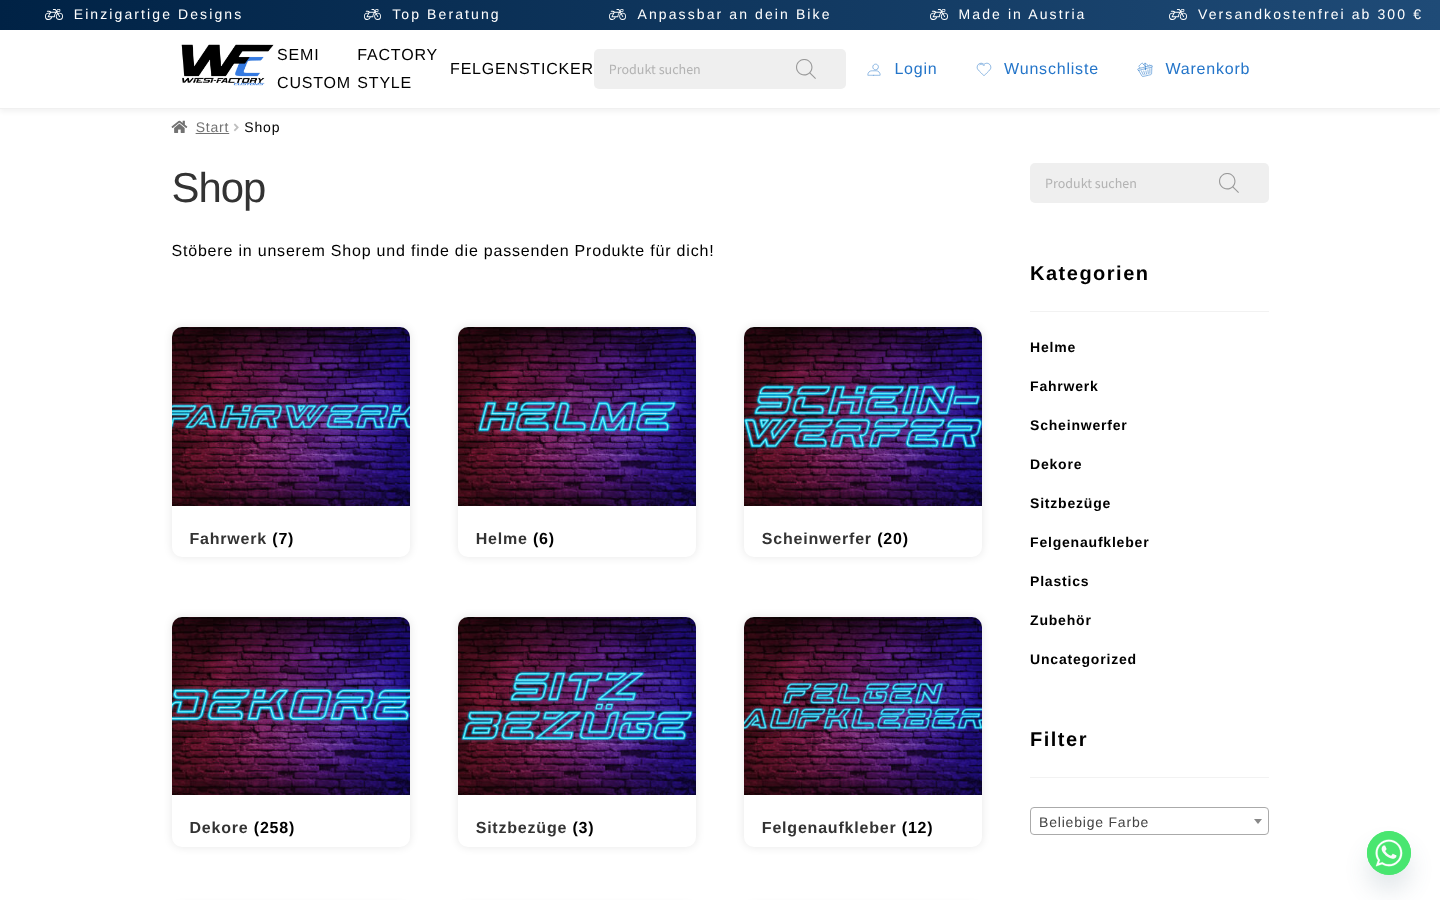 Einzigartige Designs
Top Beratung
Anpassbar an dein Bike
Made in Austria
Versandkostenfrei ab 300 €
WIESI-FACTORY
SEMI CUSTOM
FACTORY STYLE
FELGENSTICKER
Produkt suchen
Login
Wunschliste
Warenkorb
Start
Shop
Shop
Stöbere in unserem Shop und finde die passenden Produkte für dich!
FAHRWERK
Fahrwerk (7)
HELME
Helme (6)
SCHEIN-
WERFER
Scheinwerfer (20)
DEKORE
Dekore (258)
SITZ
BEZÜGE
Sitzbezüge (3)
FELGEN
AUFKLEBER
Felgenaufkleber (12)
Produkt suchen
Kategorien
Helme
Fahrwerk
Scheinwerfer
Dekore
Sitzbezüge
Felgenaufkleber
Plastics
Zubehör
Uncategorized
Filter
Beliebige Farbe